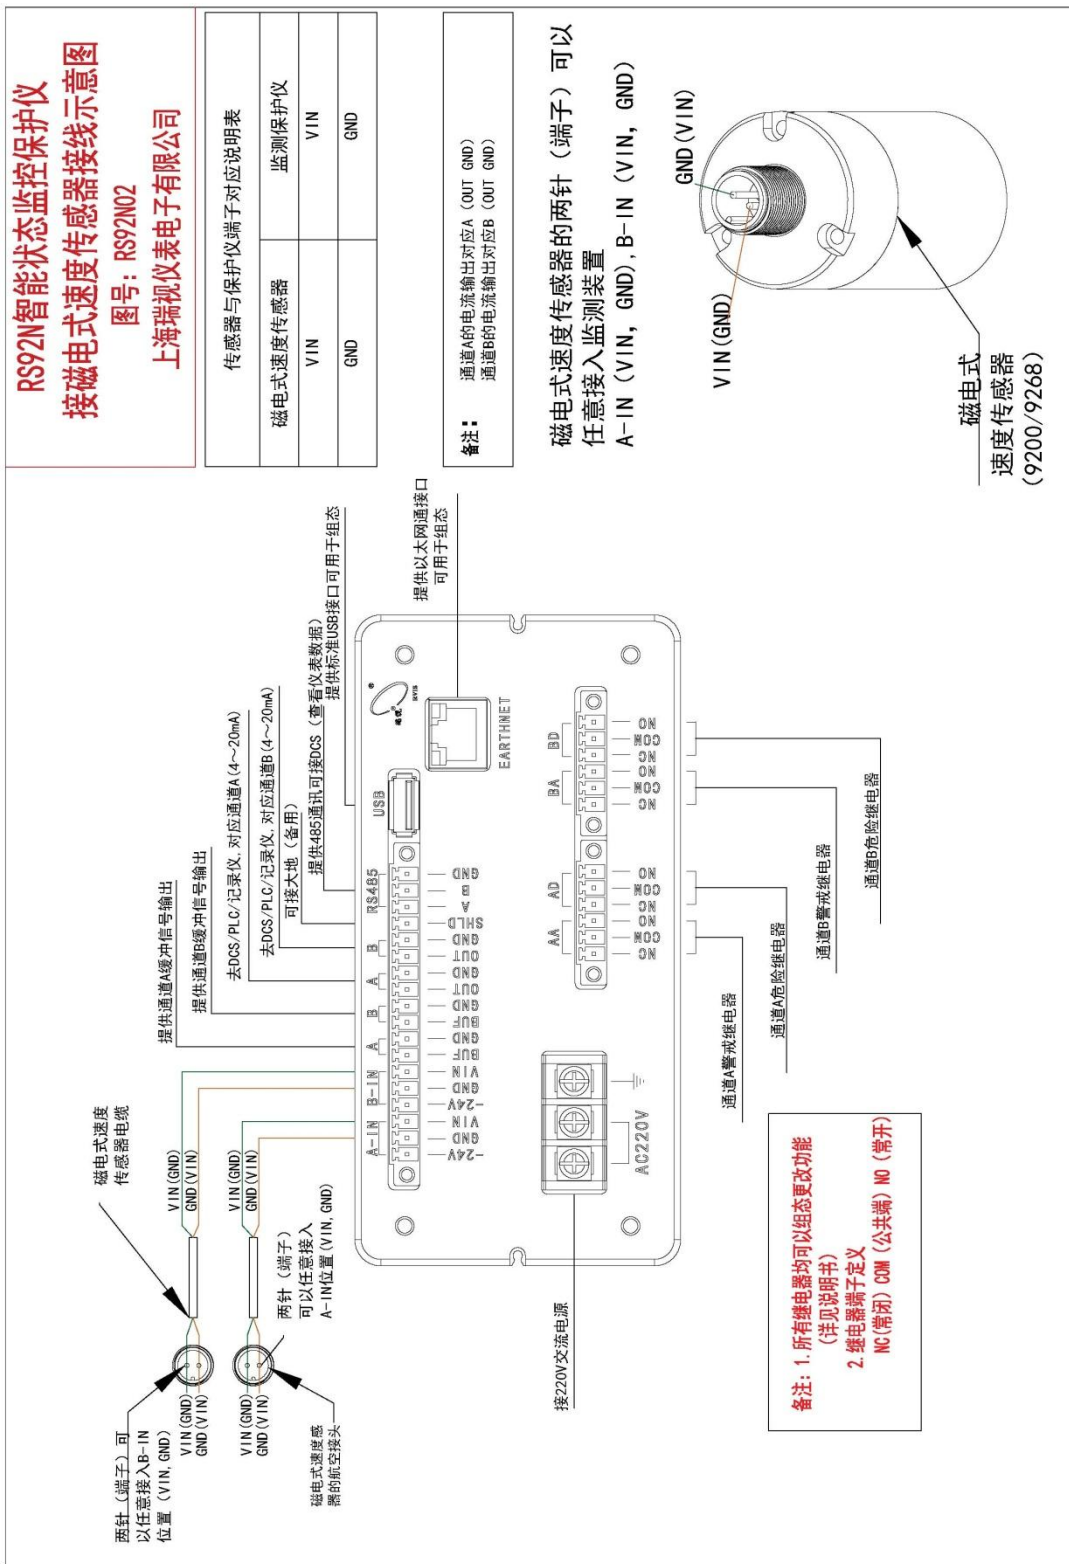 RS92N智能状态监控保护仪
接磁电式速度传感器接线示意图
图号: RS92N02
上海瑞视仪表电子有限公司
传感器与保护仪端子对应说明表
磁电式速度传感器 监测保护仪
VIN VIN
GND GND
备注: 通道A的电流输出对应A (OUT GND)
通道B的电流输出对应B (OUT GND)
磁电式速度传感器的两针 (端子) 可以
任意接入监测装置
A-IN (VIN, GND), B-IN (VIN, GND)
GND(VIN)
VIN(GND)
磁电式
速度传感器
(9200/9268)
两针 (端子) 可
以任意接入B-IN
位置 (VIN, GND)
VIN(GND)
GND(VIN)
VIN(GND)
GND(VIN)
磁电式速度感
器的航空接头
磁电式速度
传感器电缆
VIN(GND)
GND(VIN)
VIN(GND)
GND(VIN)
两针 (端子)
可以任意接入
A-IN位置(VIN, GND)
提供通道A缓冲信号输出
提供通道B缓冲信号输出
去DCS/PLC/记录仪, 对应通道A(4～20mA)
去DCS/PLC/记录仪, 对应通道B(4～20mA)
可接大地 (备用)
提供485通讯可接DCS (查看仪表数据)
提供标准USB接口可用于组态
提供以太网通接口
可用于组态
A-IN B-IN A B A B RS485 USB
-24V GND VIN -24V GND VIN BUF GND BUF GND OUT GND OUT GND SHLD A B GND
EARTHNET
瑞视
RVIS
®
®
AC220V
AA AD BA BD
NC COM NO NC COM NO NC COM NO NC COM NO
接220V交流电源
通道A警戒继电器
通道A危险继电器
通道B警戒继电器
通道B危险继电器
备注: 1.所有继电器均可以组态更改功能
(详见说明书)
2.继电器端子定义
NC(常闭) COM (公共端) NO (常开)